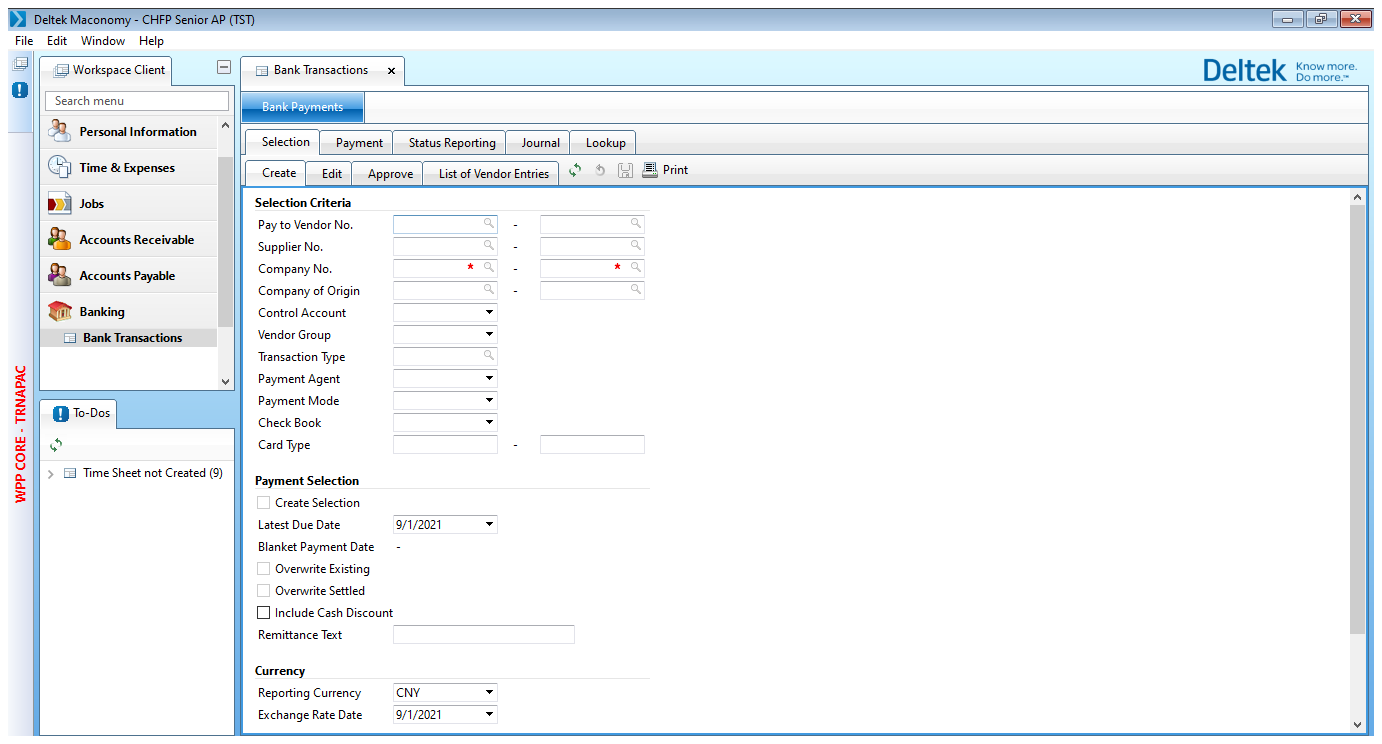 Deltek Maconomy - CHFP Senior AP (TST)
File Edit Window Help
Workspace Client
Search menu
Personal Information
Time & Expenses
Jobs
Accounts Receivable
Accounts Payable
Banking
Bank Transactions
WPP CORE - TRNAPAC
To-Dos
Time Sheet not Created (9)
Bank Transactions x
Deltek Know more. Do more.™
Bank Payments
Selection Payment Status Reporting Journal Lookup
Create Edit Approve List of Vendor Entries Print
Selection Criteria
Pay to Vendor No. -
Supplier No. -
Company No. * - *
Company of Origin -
Control Account
Vendor Group
Transaction Type
Payment Agent
Payment Mode
Check Book
Card Type -
Payment Selection
Create Selection
Latest Due Date 9/1/2021
Blanket Payment Date -
Overwrite Existing
Overwrite Settled
Include Cash Discount
Remittance Text
Currency
Reporting Currency CNY
Exchange Rate Date 9/1/2021